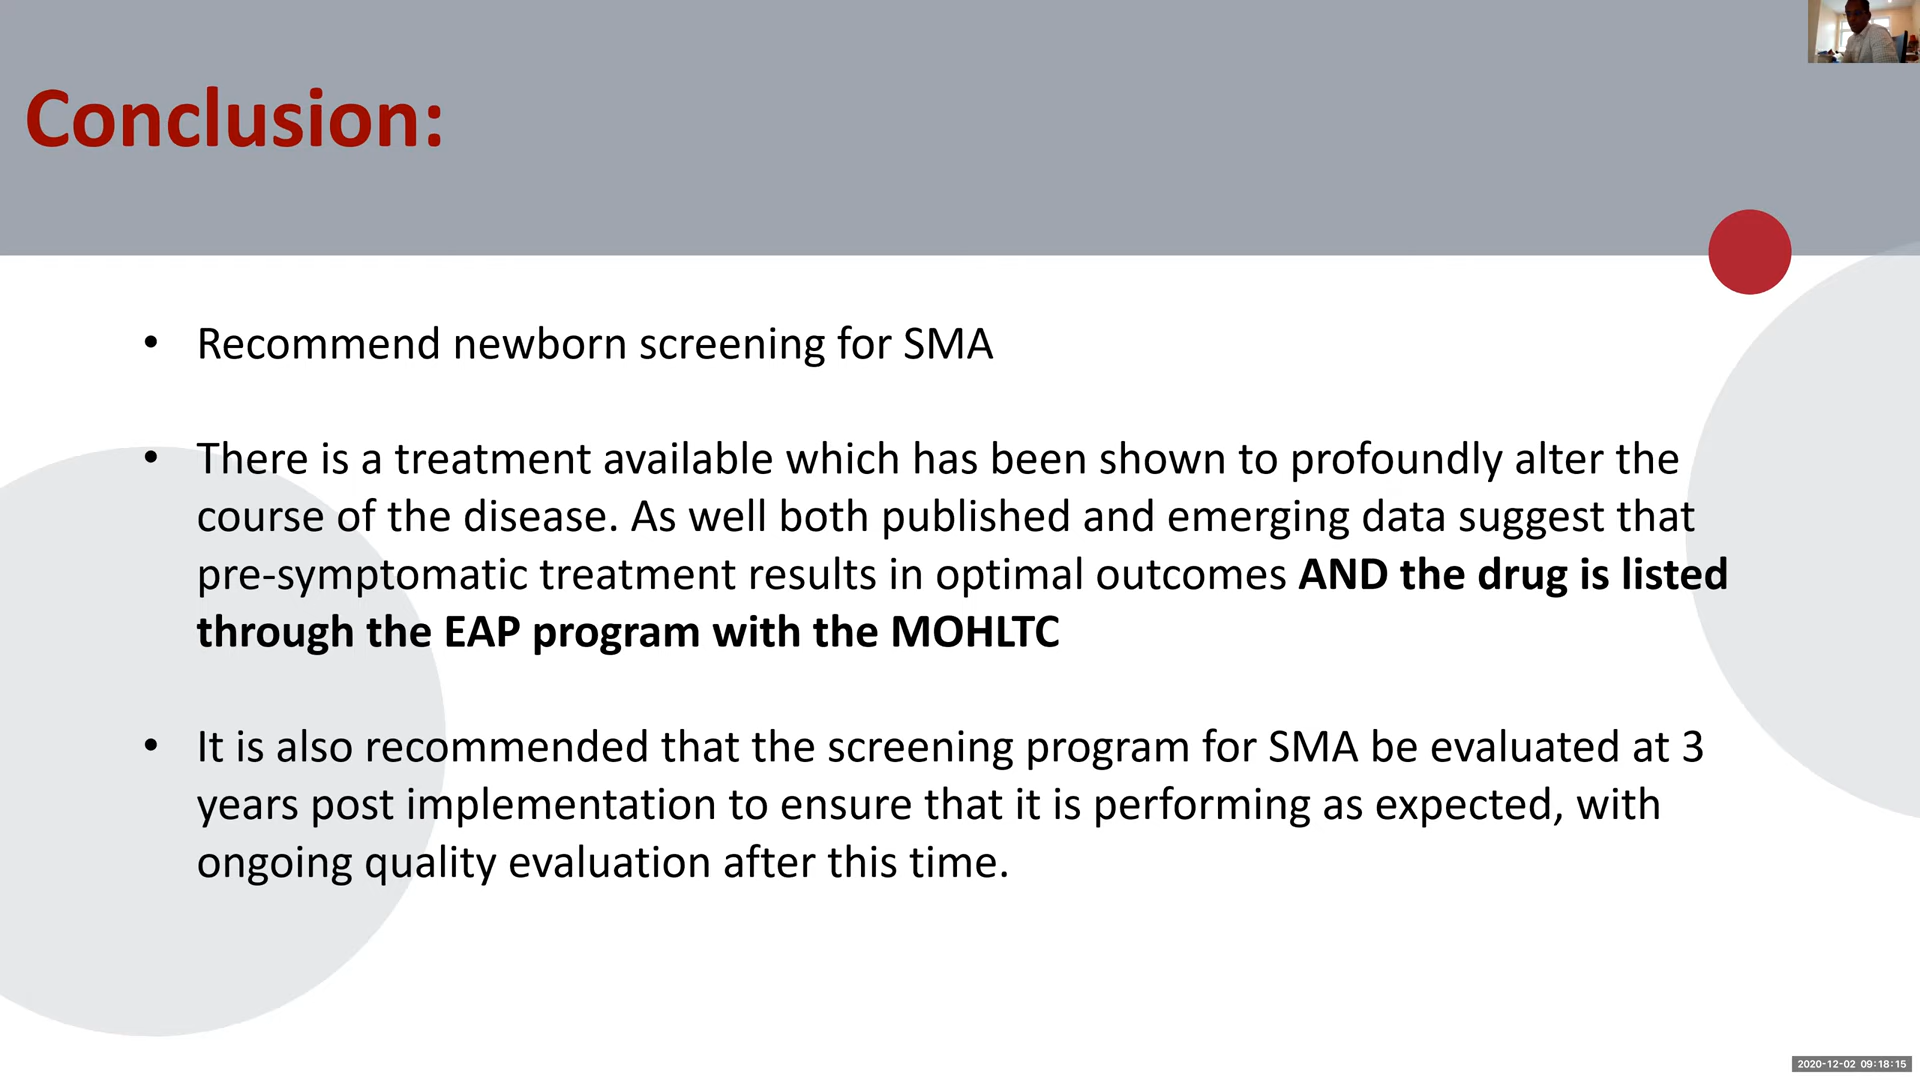 Conclusion:
• Recommend newborn screening for SMA
• There is a treatment available which has been shown to profoundly alter the
course of the disease. As well both published and emerging data suggest that
pre-symptomatic treatment results in optimal outcomes AND the drug is listed
through the EAP program with the MOHLTC
• It is also recommended that the screening program for SMA be evaluated at 3
years post implementation to ensure that it is performing as expected, with
ongoing quality evaluation after this time.
2020-12-02 09:18:15